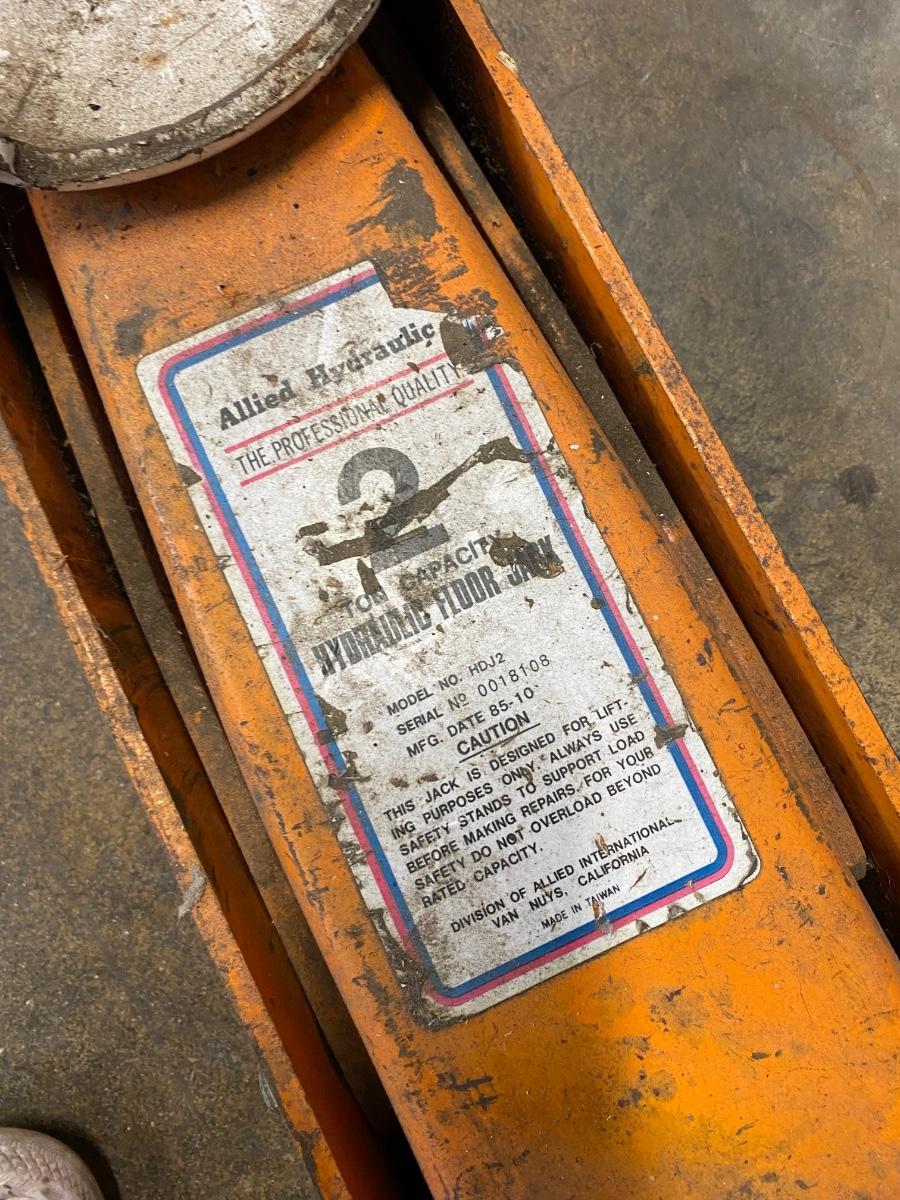 Allied Hydraulic
THE PROFESSIONAL QUALITY
2
TON CAPACITY
HYDRAULIC FLOOR JACK
MODEL NO. HDJ2
SERIAL Nº 0018108
MFG. DATE 85-10
CAUTION
THIS JACK IS DESIGNED FOR LIFT-
ING PURPOSES ONLY. ALWAYS USE
SAFETY STANDS TO SUPPORT LOAD
BEFORE MAKING REPAIRS. FOR YOUR
SAFETY DO NOT OVERLOAD BEYOND
RATED CAPACITY.
DIVISION OF ALLIED INTERNATIONAL
VAN NUYS, CALIFORNIA
MADE IN TAIWAN